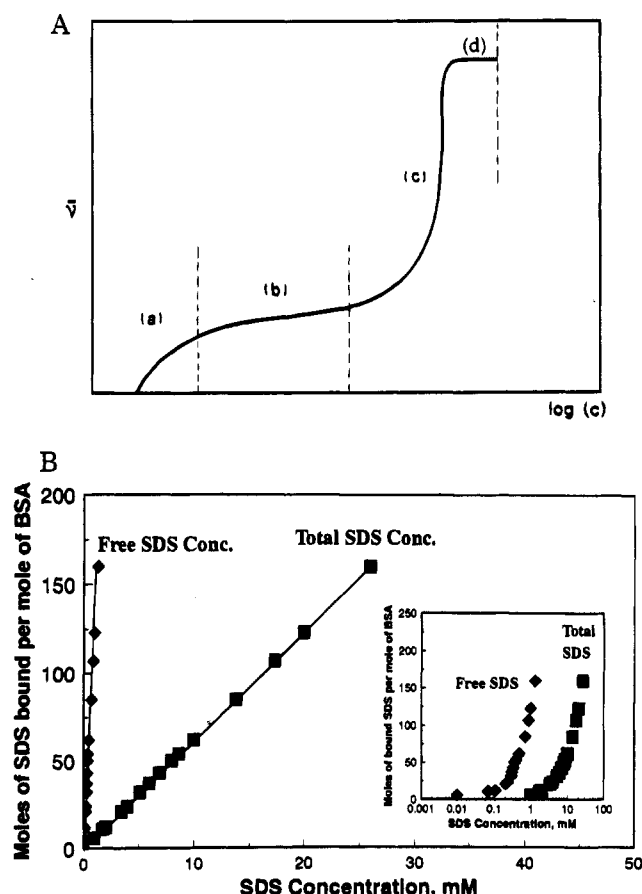 A
(d)
(c)
ν̄
(b)
(a)
log (c)
B
200
Free SDS Conc.
Total SDS Conc.
150
100
50
0
0
10
20
30
40
50
SDS Concentration, mM
Moles of SDS bound per mole of BSA
250
Total
SDS
200
Free SDS
150
100
50
0
0.001
0.01
0.1
1
10
100
SDS Concentration, mM
Moles of bound SDS per mole of BSA